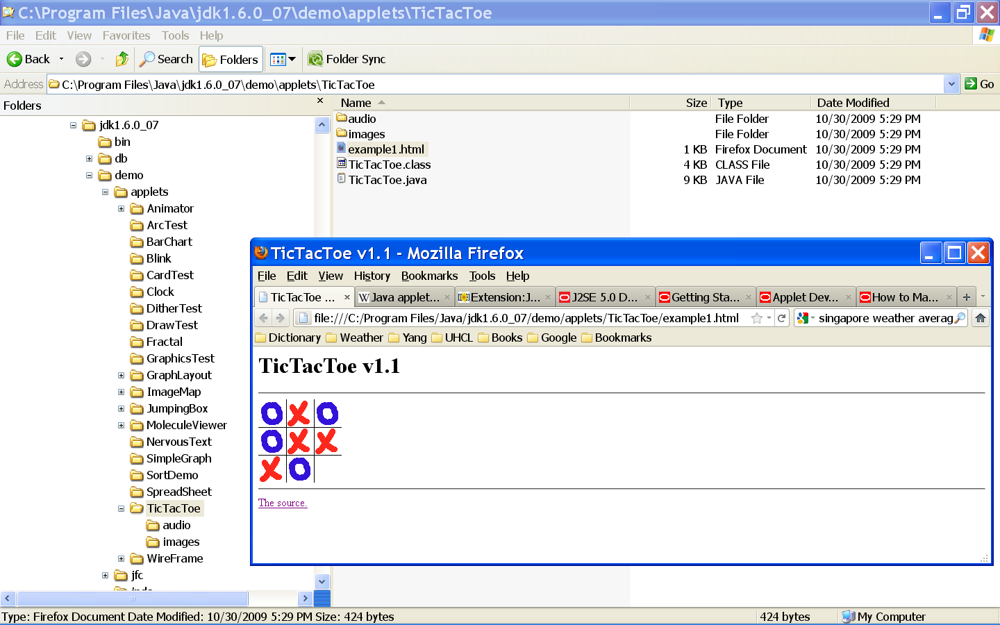 C:\Program Files\Java\jdk1.6.0_07\demo\applets\TicTacToe
File Edit View Favorites Tools Help
Back Search Folders Folder Sync
Address C:\Program Files\Java\jdk1.6.0_07\demo\applets\TicTacToe Go
Folders
Name Size Type Date Modified
audio File Folder 10/30/2009 5:29 PM
images File Folder 10/30/2009 5:29 PM
example1.html 1 KB Firefox Document 10/30/2009 5:29 PM
TicTacToe.class 4 KB CLASS File 10/30/2009 5:29 PM
TicTacToe.java 9 KB JAVA File 10/30/2009 5:29 PM
jdk1.6.0_07
bin
db
demo
applets
Animator
ArcTest
BarChart
Blink
CardTest
Clock
DitherTest
DrawTest
Fractal
GraphicsTest
GraphLayout
ImageMap
JumpingBox
MoleculeViewer
NervousText
SimpleGraph
SortDemo
SpreadSheet
TicTacToe
audio
images
WireFrame
jfc
TicTacToe v1.1 - Mozilla Firefox
File Edit View History Bookmarks Tools Help
TicTacToe ... Java applet... Extension:J... J2SE 5.0 D... Getting Sta... Applet Dev... How to Ma...
file:///C:/Program Files/Java/jdk1.6.0_07/demo/applets/TicTacToe/example1.html singapore weather averag
Dictionary Weather Yang UHCL Books Google Bookmarks
TicTacToe v1.1
O X O
O X X
X O
The source.
Type: Firefox Document Date Modified: 10/30/2009 5:29 PM Size: 424 bytes 424 bytes My Computer